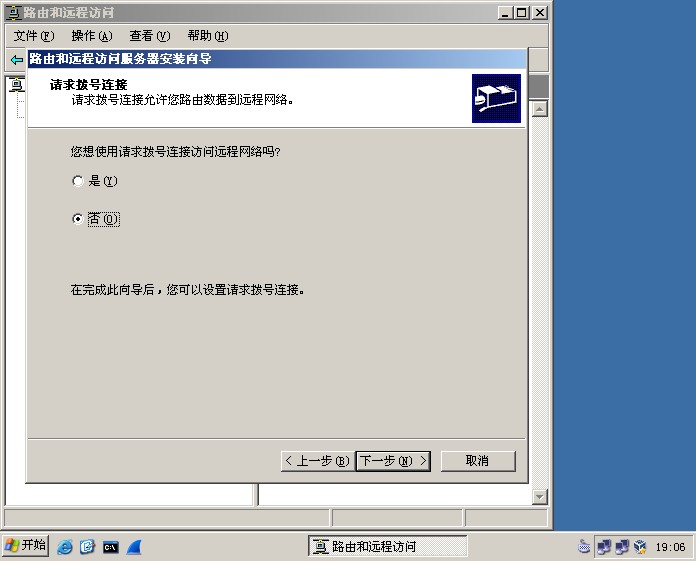 路由和远程访问
文件(F) 操作(A) 查看(V) 帮助(H)
路由和远程访问服务器安装向导
请求拨号连接
请求拨号连接允许您路由数据到远程网络。
您想使用请求拨号连接访问远程网络吗?
是(Y)
否(O)
在完成此向导后，您可以设置请求拨号连接。
< 上一步(B) 下一步(N) > 取消
开始 路由和远程访问 19:06